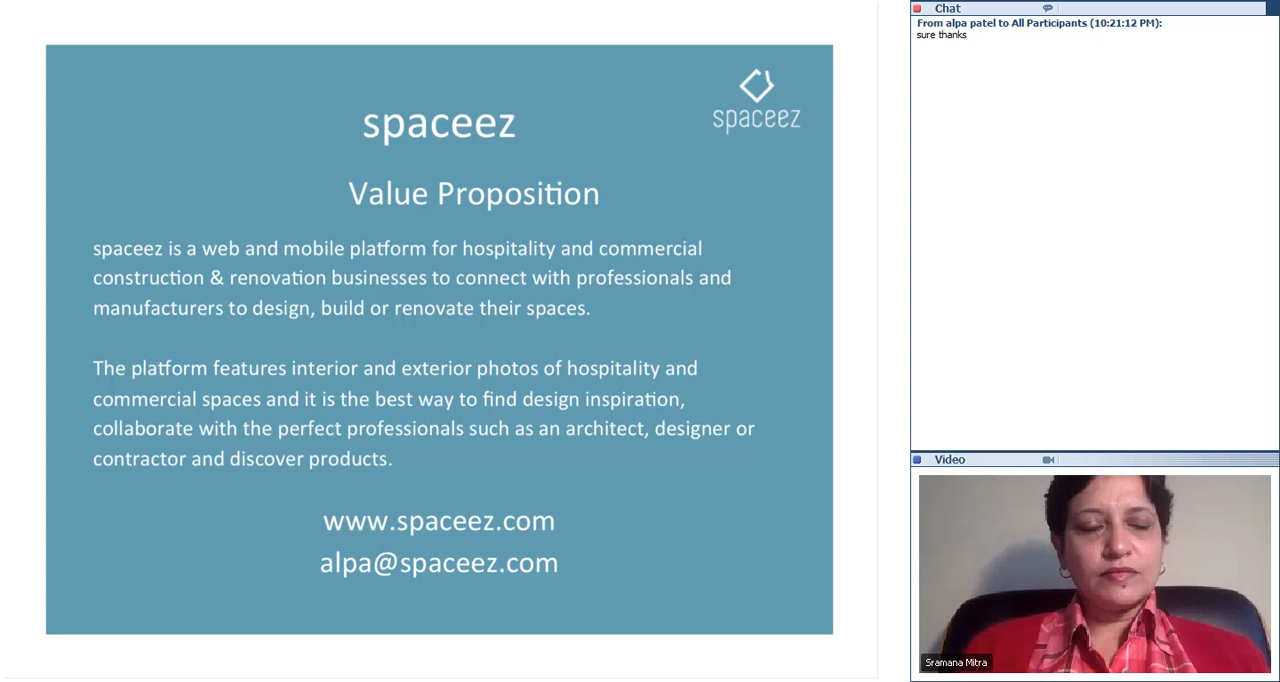 spaceez
spaceez
Value Proposition
spaceez is a web and mobile platform for hospitality and commercial
construction & renovation businesses to connect with professionals and
manufacturers to design, build or renovate their spaces.
The platform features interior and exterior photos of hospitality and
commercial spaces and it is the best way to find design inspiration,
collaborate with the perfect professionals such as an architect, designer or
contractor and discover products.
www.spaceez.com
alpa@spaceez.com
Chat
From alpa patel to All Participants (10:21:12 PM):
sure thanks
Video
Sramana Mitra